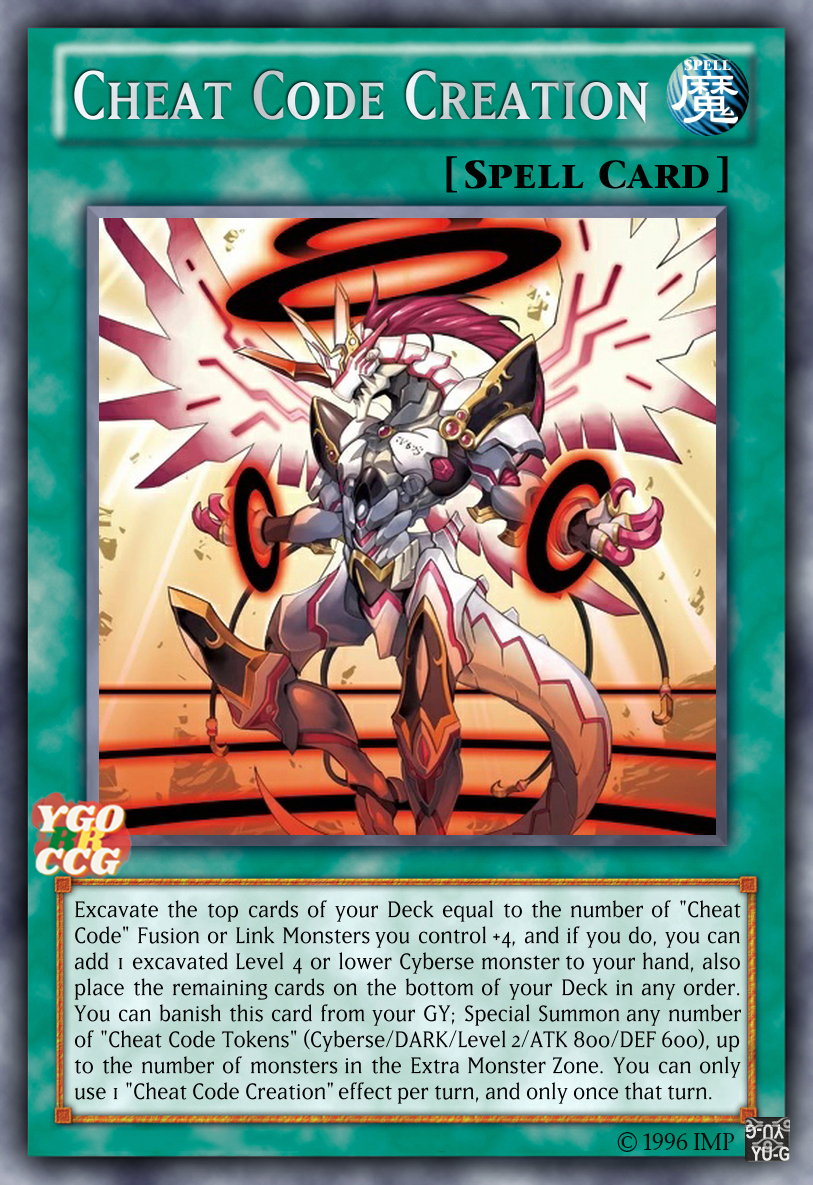 CHEAT CODE CREATION
SPELL
魔
[SPELL CARD]
YGO
CCG
Excavate the top cards of your Deck equal to the number of "Cheat
Code" Fusion or Link Monsters you control +4, and if you do, you can
add 1 excavated Level 4 or lower Cyberse monster to your hand, also
place the remaining cards on the bottom of your Deck in any order.
You can banish this card from your GY; Special Summon any number
of "Cheat Code Tokens" (Cyberse/DARK/Level 2/ATK 800/DEF 600), up
to the number of monsters in the Extra Monster Zone. You can only
use 1 "Cheat Code Creation" effect per turn, and only once that turn.
© 1996 IMP
YU-G